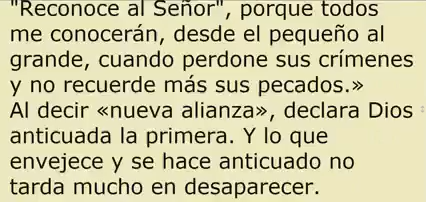 "Reconoce al Señor", porque todos
me conocerán, desde el pequeño al
grande, cuando perdone sus crímenes
y no recuerde más sus pecados.»
Al decir «nueva alianza», declara Dios
anticuada la primera. Y lo que
envejece y se hace anticuado no
tarda mucho en desaparecer.